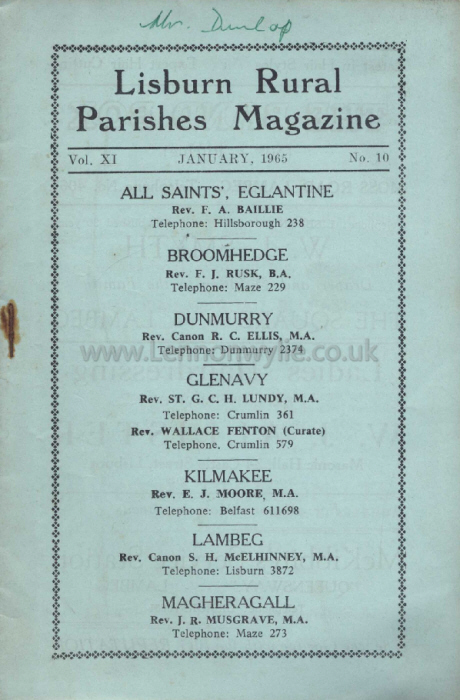 Mr. Dunlop
Lisburn Rural
Parishes Magazine
Vol. XI JANUARY, 1965 No. 10
ALL SAINTS', EGLANTINE
Rev. F. A. BAILLIE
Telephone: Hillsborough 238
BROOMHEDGE
Rev. F. J. RUSK, B.A.
Telephone: Maze 229
DUNMURRY
Rev. Canon R. C. ELLIS, M.A.
Telephone: Dunmurry 2374
www.Lennonwylie.co.uk
GLENAVY
Rev. ST. G. C. H. LUNDY, M.A.
Telephone: Crumlin 361
Rev. WALLACE FENTON (Curate)
Telephone. Crumlin 579
KILMAKEE
Rev. E. J. MOORE, M.A.
Telephone: Belfast 611698
LAMBEG
Rev. Canon S. H. McELHINNEY, M.A.
Telephone: Lisburn 3872
MAGHERAGALL
Rev. J. R. MUSGRAVE, M.A.
Telephone: Maze 273